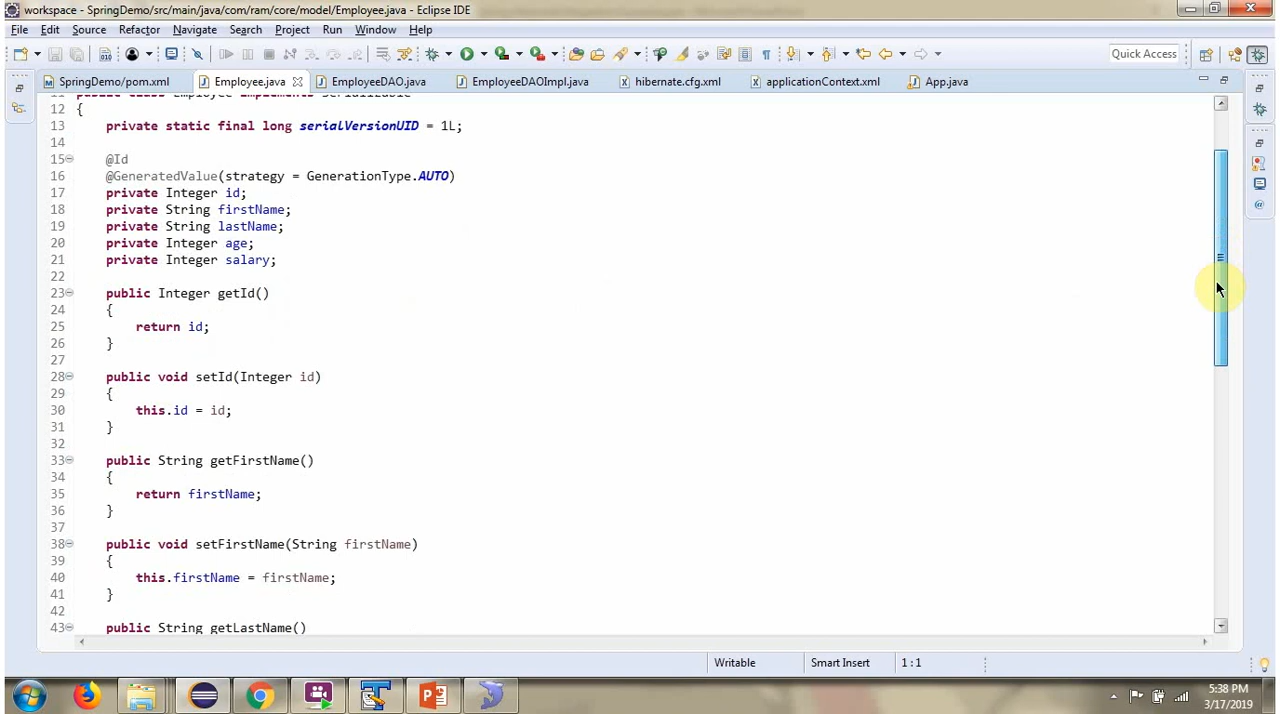 workspace - SpringDemo/src/main/java/com/ram/core/model/Employee.java - Eclipse IDE
File Edit Source Refactor Navigate Search Project Run Window Help
Quick Access
SpringDemo/pom.xml Employee.java EmployeeDAO.java EmployeeDAOImpl.java hibernate.cfg.xml applicationContext.xml App.java
11 public class Employee implements Serializable
12 {
13 private static final long serialVersionUID = 1L;
14
15 @Id
16 @GeneratedValue(strategy = GenerationType.AUTO)
17 private Integer id;
18 private String firstName;
19 private String lastName;
20 private Integer age;
21 private Integer salary;
22
23 public Integer getId()
24 {
25 return id;
26 }
27
28 public void setId(Integer id)
29 {
30 this.id = id;
31 }
32
33 public String getFirstName()
34 {
35 return firstName;
36 }
37
38 public void setFirstName(String firstName)
39 {
40 this.firstName = firstName;
41 }
42
43 public String getLastName()
Writable Smart Insert 1 : 1
5:38 PM
3/17/2019